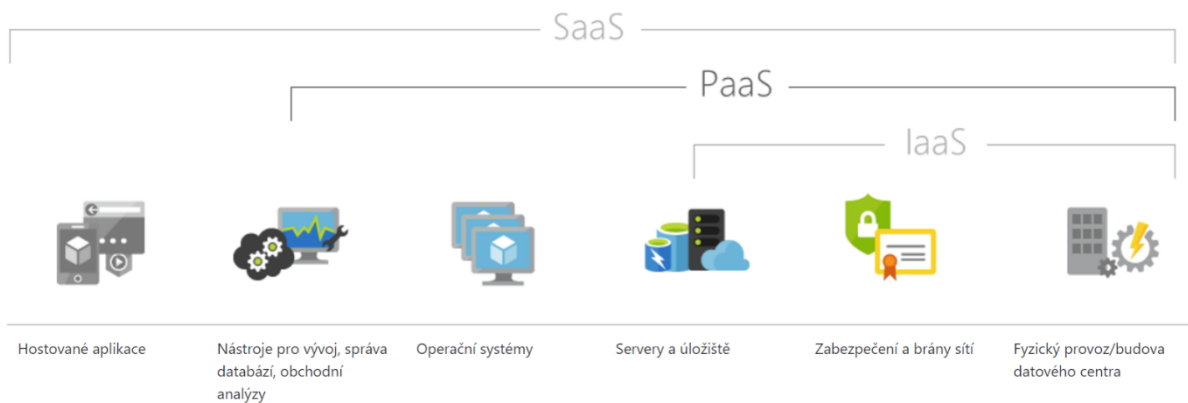 SaaS
PaaS
IaaS
Hostované aplikace
Nástroje pro vývoj, správa
databází, obchodní
analýzy
Operační systémy
Servery a úložiště
Zabezpečení a brány sítí
Fyzický provoz/budova
datového centra